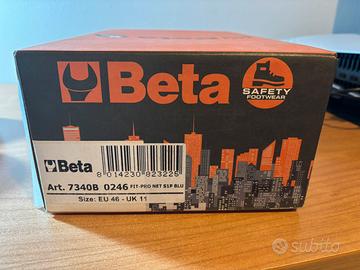 Beta
SAFETY
FOOTWEAR
Beta
8 014230 823225
Art. 7340B 0246 FIT-PRO NET S1P BLU
Size: EU 46 - UK 11
subito